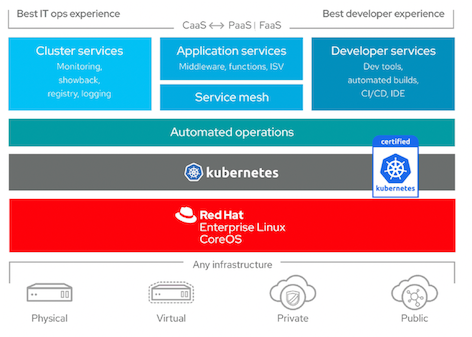 Best IT ops experience
Best developer experience
CaaS ⟷ PaaS | FaaS
Cluster services
Monitoring,
showback,
registry, logging
Application services
Middleware, functions, ISV
Service mesh
Developer services
Dev tools,
automated builds,
CI/CD, IDE
Automated operations
kubernetes
certified
kubernetes
Red Hat
Enterprise Linux
CoreOS
Any infrastructure
Physical
Virtual
Private
Public